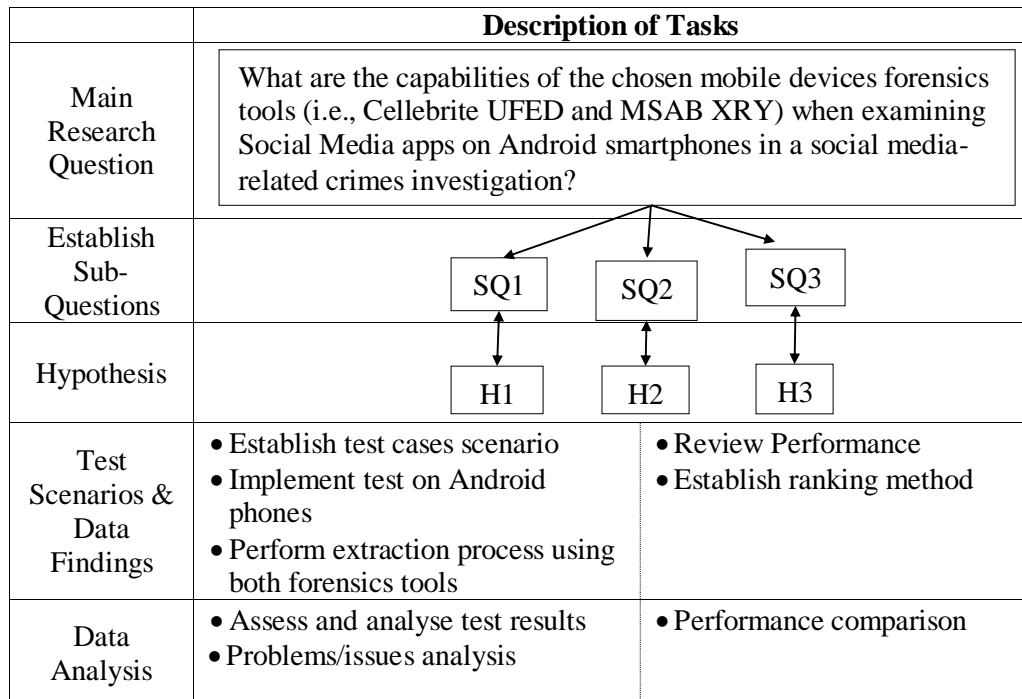 Description of Tasks
Main
Research
Question
What are the capabilities of the chosen mobile devices forensics
tools (i.e., Cellebrite UFED and MSAB XRY) when examining
Social Media apps on Android smartphones in a social media-
related crimes investigation?
Establish
Sub-
Questions
SQ1
SQ2
SQ3
Hypothesis
H1
H2
H3
Test
Scenarios &
Data
Findings
• Establish test cases scenario
• Implement test on Android
phones
• Perform extraction process using
both forensics tools
• Review Performance
• Establish ranking method
Data
Analysis
• Assess and analyse test results
• Problems/issues analysis
• Performance comparison